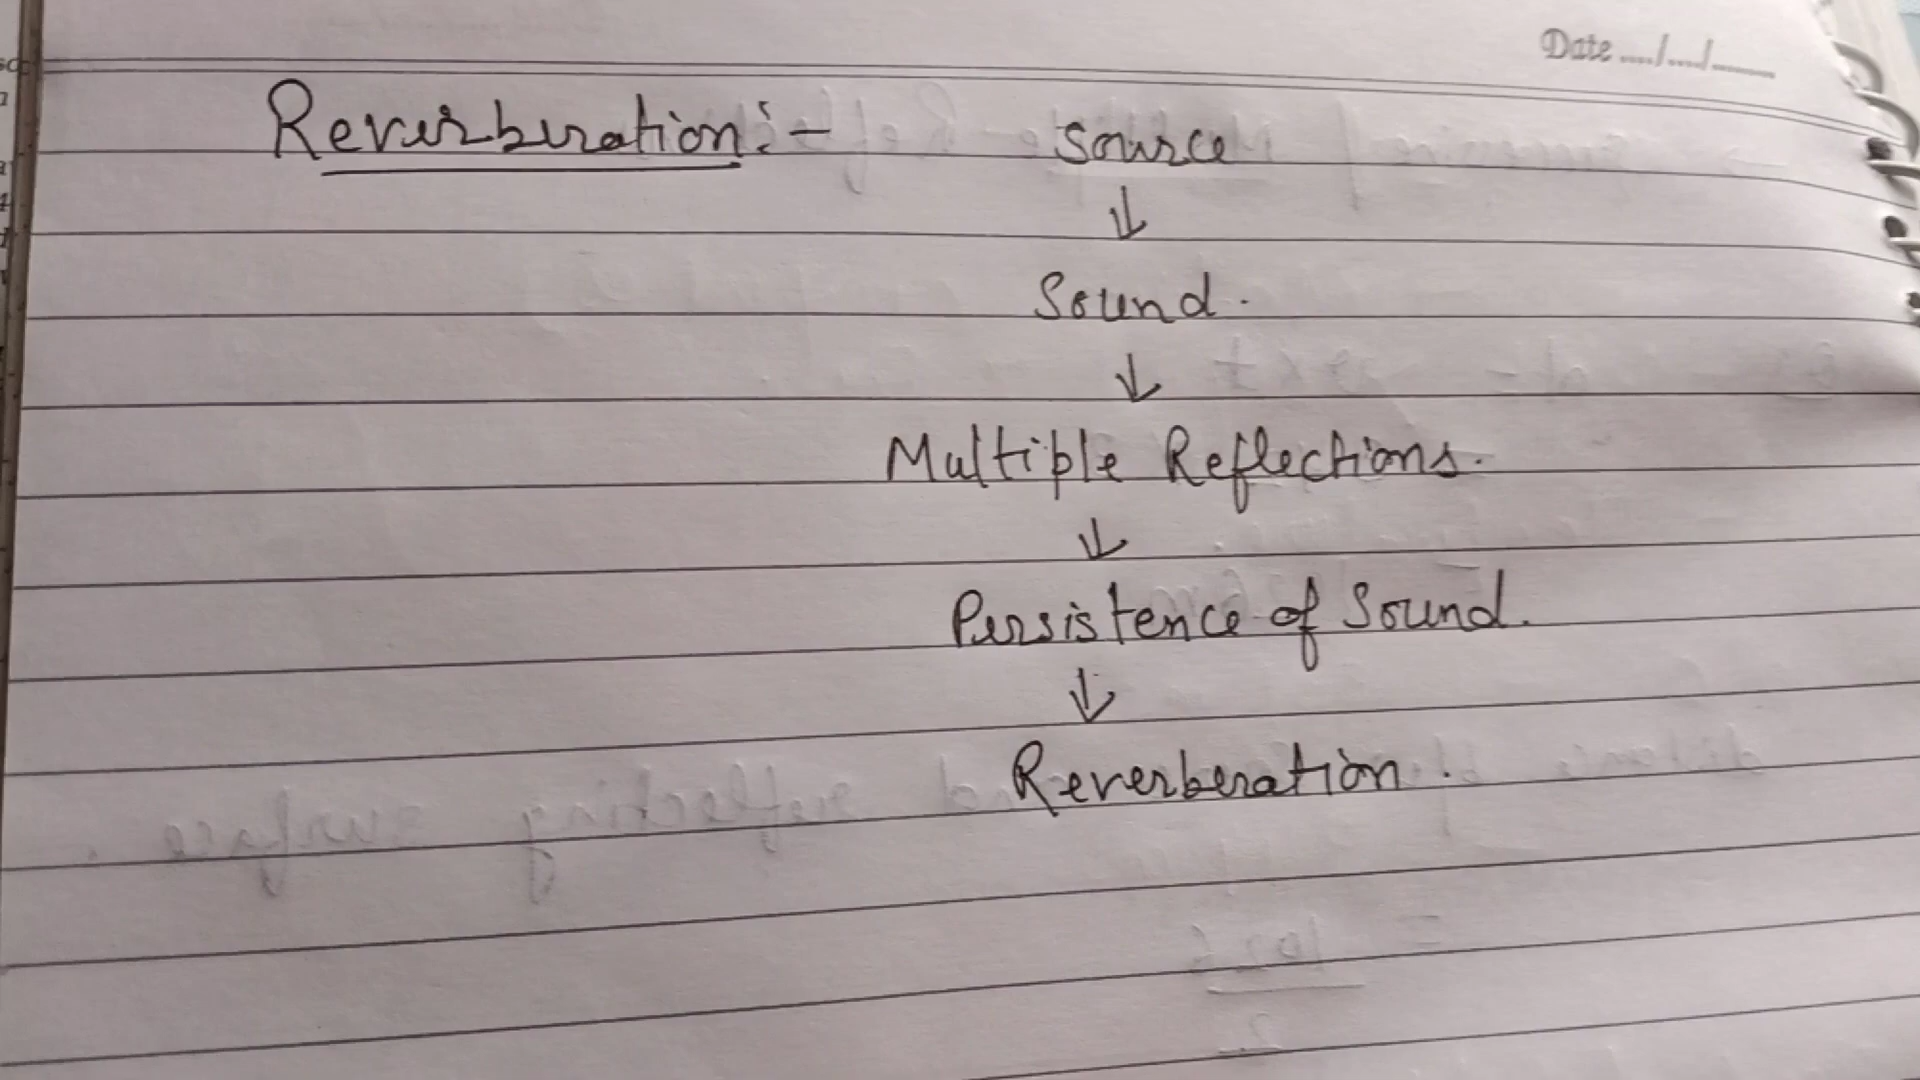 Date ..../..../......
Reverberation:- Source
↓
Sound.
↓
Multiple Reflections.
↓
Persistence of Sound.
↓
Reverberation.